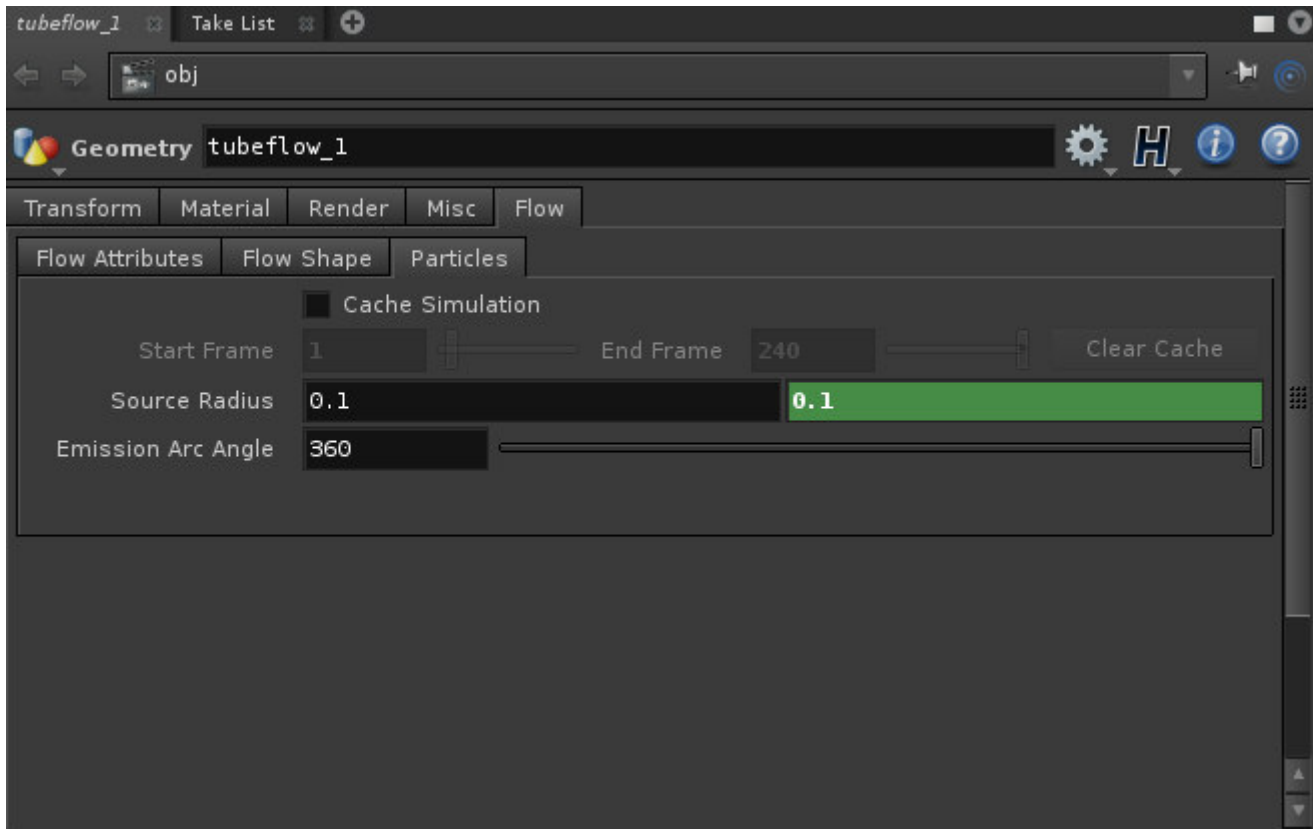 tubeflow_1 Take List
obj
Geometry tubeflow_1
Transform Material Render Misc Flow
Flow Attributes Flow Shape Particles
Cache Simulation
Start Frame 1 End Frame 240 Clear Cache
Source Radius 0.1 0.1
Emission Arc Angle 360